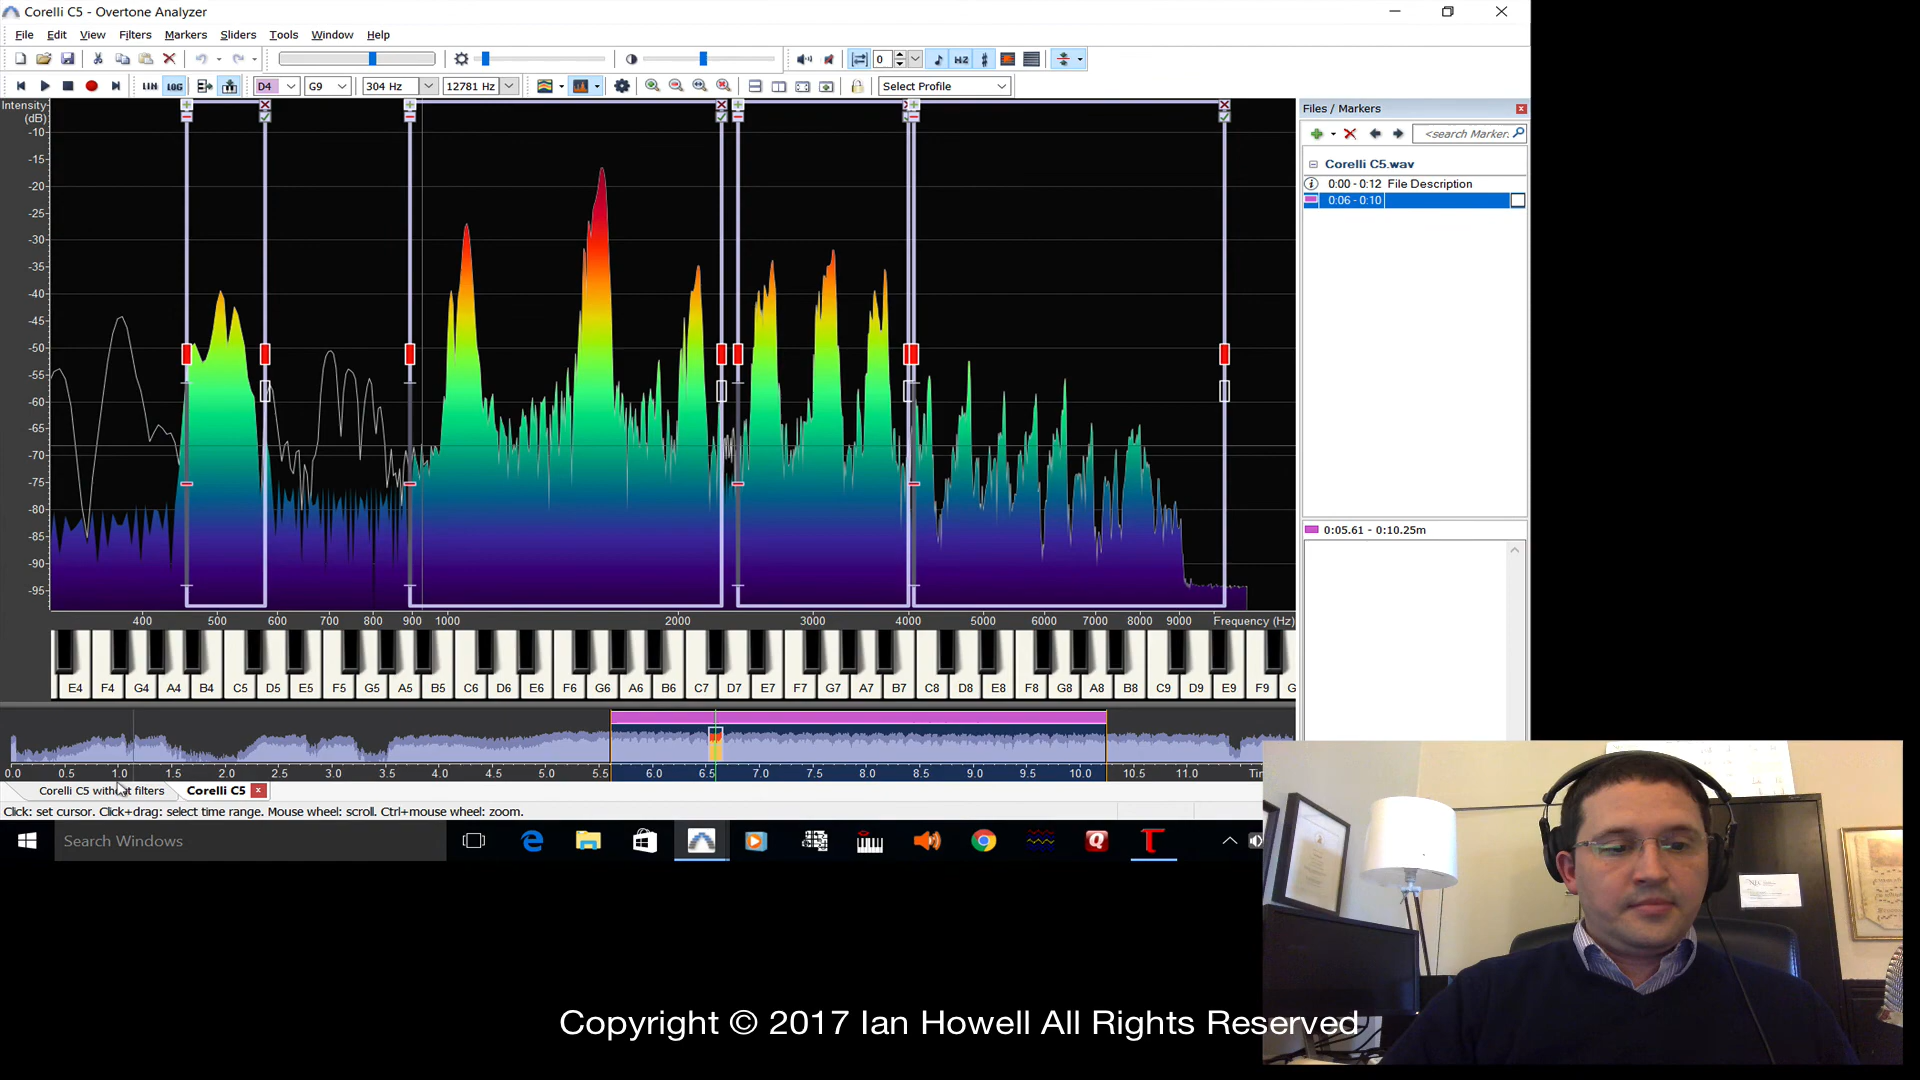 Corelli C5 - Overtone Analyzer
File Edit View Filters Markers Sliders Tools Window Help
0 HZ
LIN LOG D4 G9 304 Hz 12781 Hz Select Profile
Intensity
(dB)
-10
-15
-20
-25
-30
-35
-40
-45
-50
-55
-60
-65
-70
-75
-80
-85
-90
-95
400 500 600 700 800 900 1000 2000 3000 4000 5000 6000 7000 8000 9000 Frequency (Hz)
E4 F4 G4 A4 B4 C5 D5 E5 F5 G5 A5 B5 C6 D6 E6 F6 G6 A6 B6 C7 D7 E7 F7 G7 A7 B7 C8 D8 E8 F8 G8 A8 B8 C9 D9 E9 F9 G
0.0 0.5 1.0 1.5 2.0 2.5 3.0 3.5 4.0 4.5 5.0 5.5 6.0 6.5 7.0 7.5 8.0 8.5 9.0 9.5 10.0 10.5 11.0
Corelli C5 without filters Corelli C5
Click: set cursor. Click+drag: select time range. Mouse wheel: scroll. Ctrl+mouse wheel: zoom.
Files / Markers
<search Marker.
Corelli C5.wav
0:00 - 0:12 File Description
0:06 - 0:10
0:05.61 - 0:10.25m
Search Windows
Copyright © 2017 Ian Howell All Rights Reserved